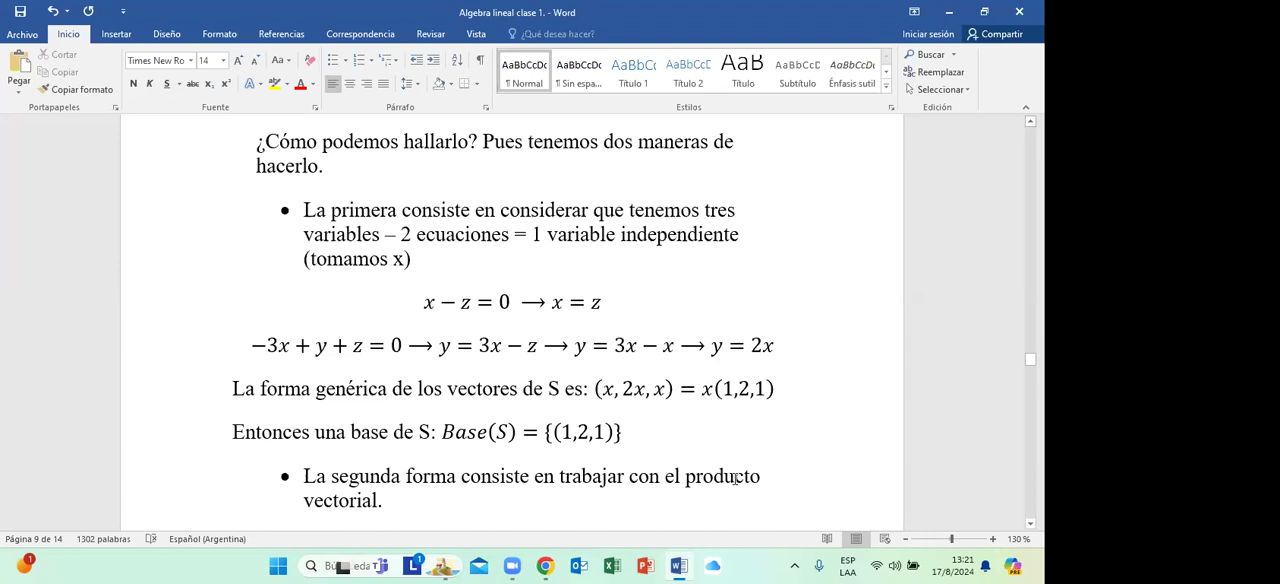 Algebra lineal clase 1. - Word
Archivo Inicio Insertar Diseño Formato Referencias Correspondencia Revisar Vista ¿Qué desea hacer? Iniciar sesión Compartir
Pegar Cortar Copiar Copiar formato
Times New Ro 14 Aa
N K S abc x₂ x² A A
AaBbCcDc AaBbCcDc AaBbCcDc AaBbCcD AaB AaBbCcDc AaBbCcDc
¶ Normal ¶ Sin espa... Título 1 Título 2 Título Subtítulo Énfasis sutil
Buscar
Reemplazar
Seleccionar
Portapapeles Fuente Párrafo Estilos Edición
¿Cómo podemos hallarlo? Pues tenemos dos maneras de
hacerlo.
• La primera consiste en considerar que tenemos tres
variables – 2 ecuaciones = 1 variable independiente
(tomamos x)
x − z = 0 ⟶ x = z
−3x + y + z = 0 ⟶ y = 3x − z ⟶ y = 3x − x ⟶ y = 2x
La forma genérica de los vectores de S es: (x, 2x, x) = x(1,2,1)
Entonces una base de S: Base(S) = {(1,2,1)}
• La segunda forma consiste en trabajar con el producto
vectorial.
Página 9 de 14 1302 palabras Español (Argentina) 130 %
ESP
LAA
13:21
17/8/2024